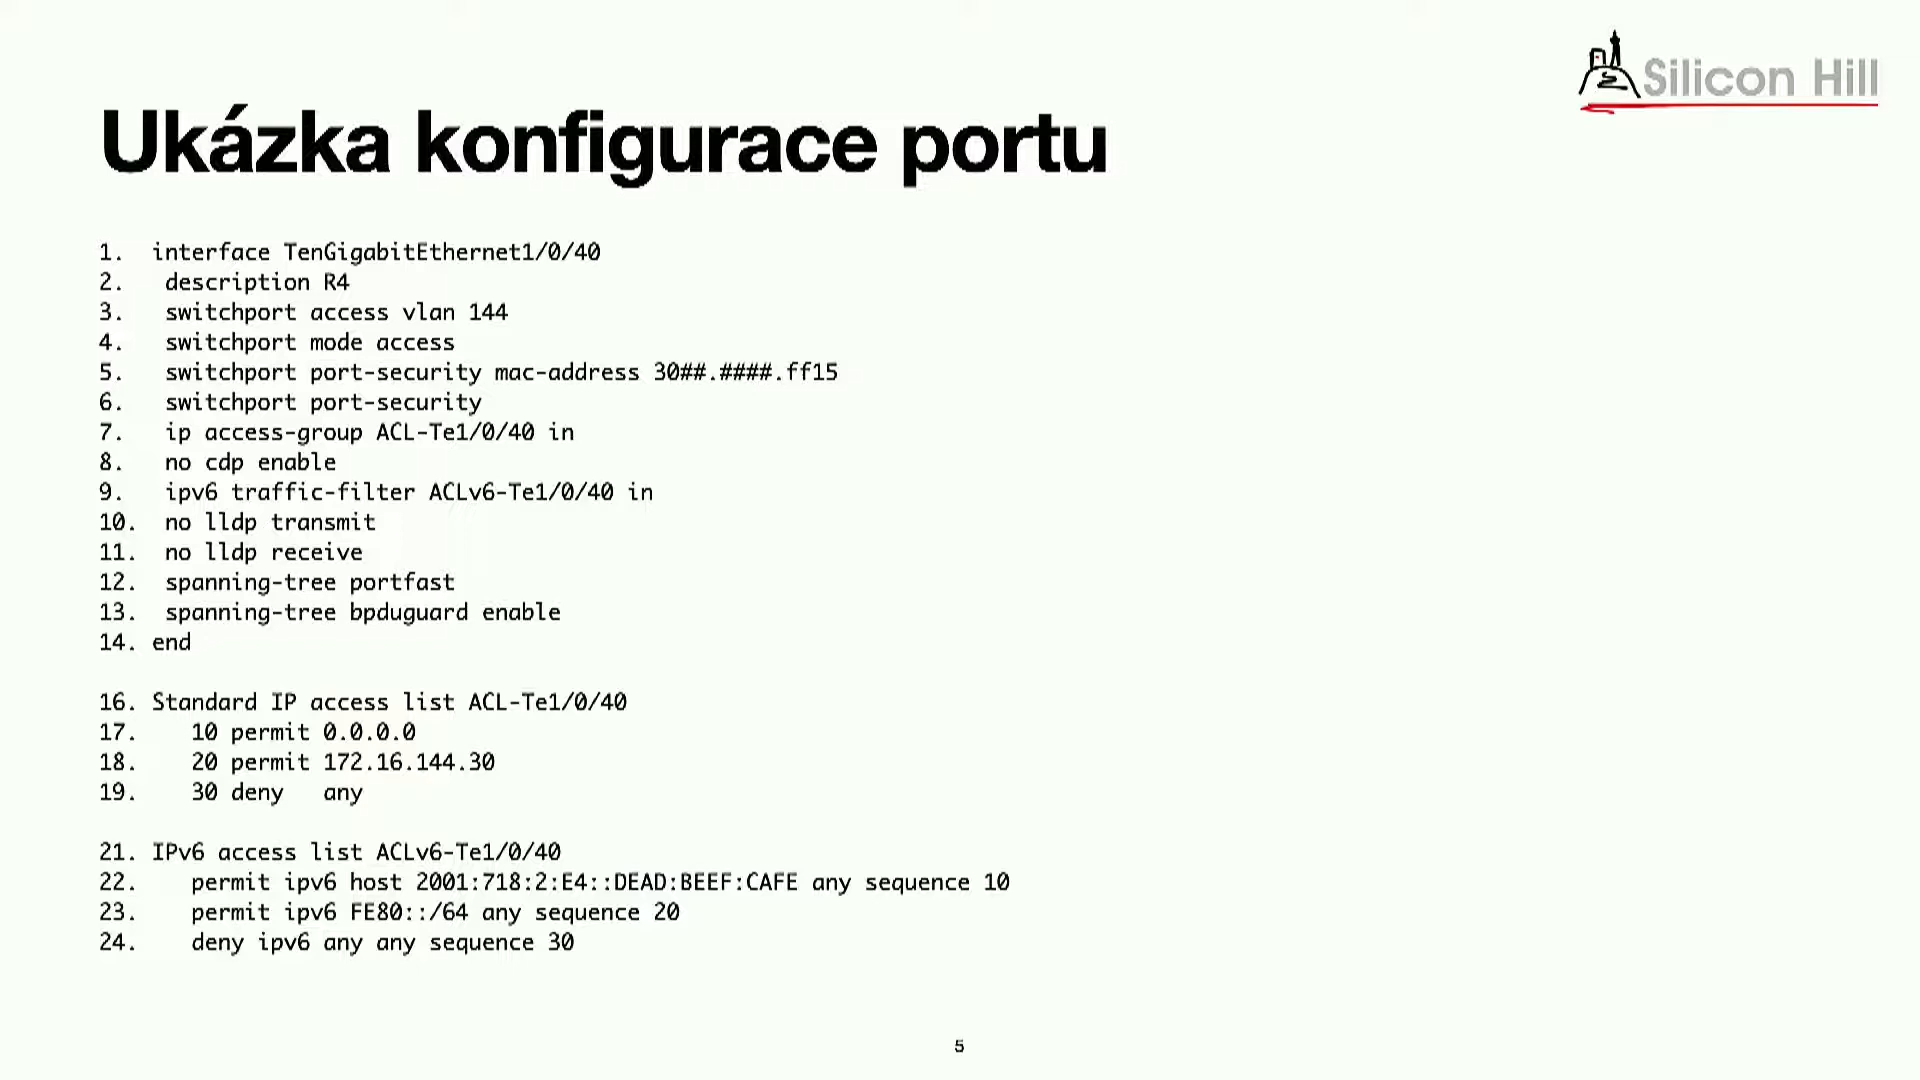 Silicon Hill
Ukázka konfigurace portu
1. interface TenGigabitEthernet1/0/40
2. description R4
3. switchport access vlan 144
4. switchport mode access
5. switchport port-security mac-address 30##.####.ff15
6. switchport port-security
7. ip access-group ACL-Te1/0/40 in
8. no cdp enable
9. ipv6 traffic-filter ACLv6-Te1/0/40 in
10. no lldp transmit
11. no lldp receive
12. spanning-tree portfast
13. spanning-tree bpduguard enable
14. end
16. Standard IP access list ACL-Te1/0/40
17. 10 permit 0.0.0.0
18. 20 permit 172.16.144.30
19. 30 deny any
21. IPv6 access list ACLv6-Te1/0/40
22. permit ipv6 host 2001:718:2:E4::DEAD:BEEF:CAFE any sequence 10
23. permit ipv6 FE80::/64 any sequence 20
24. deny ipv6 any any sequence 30
5